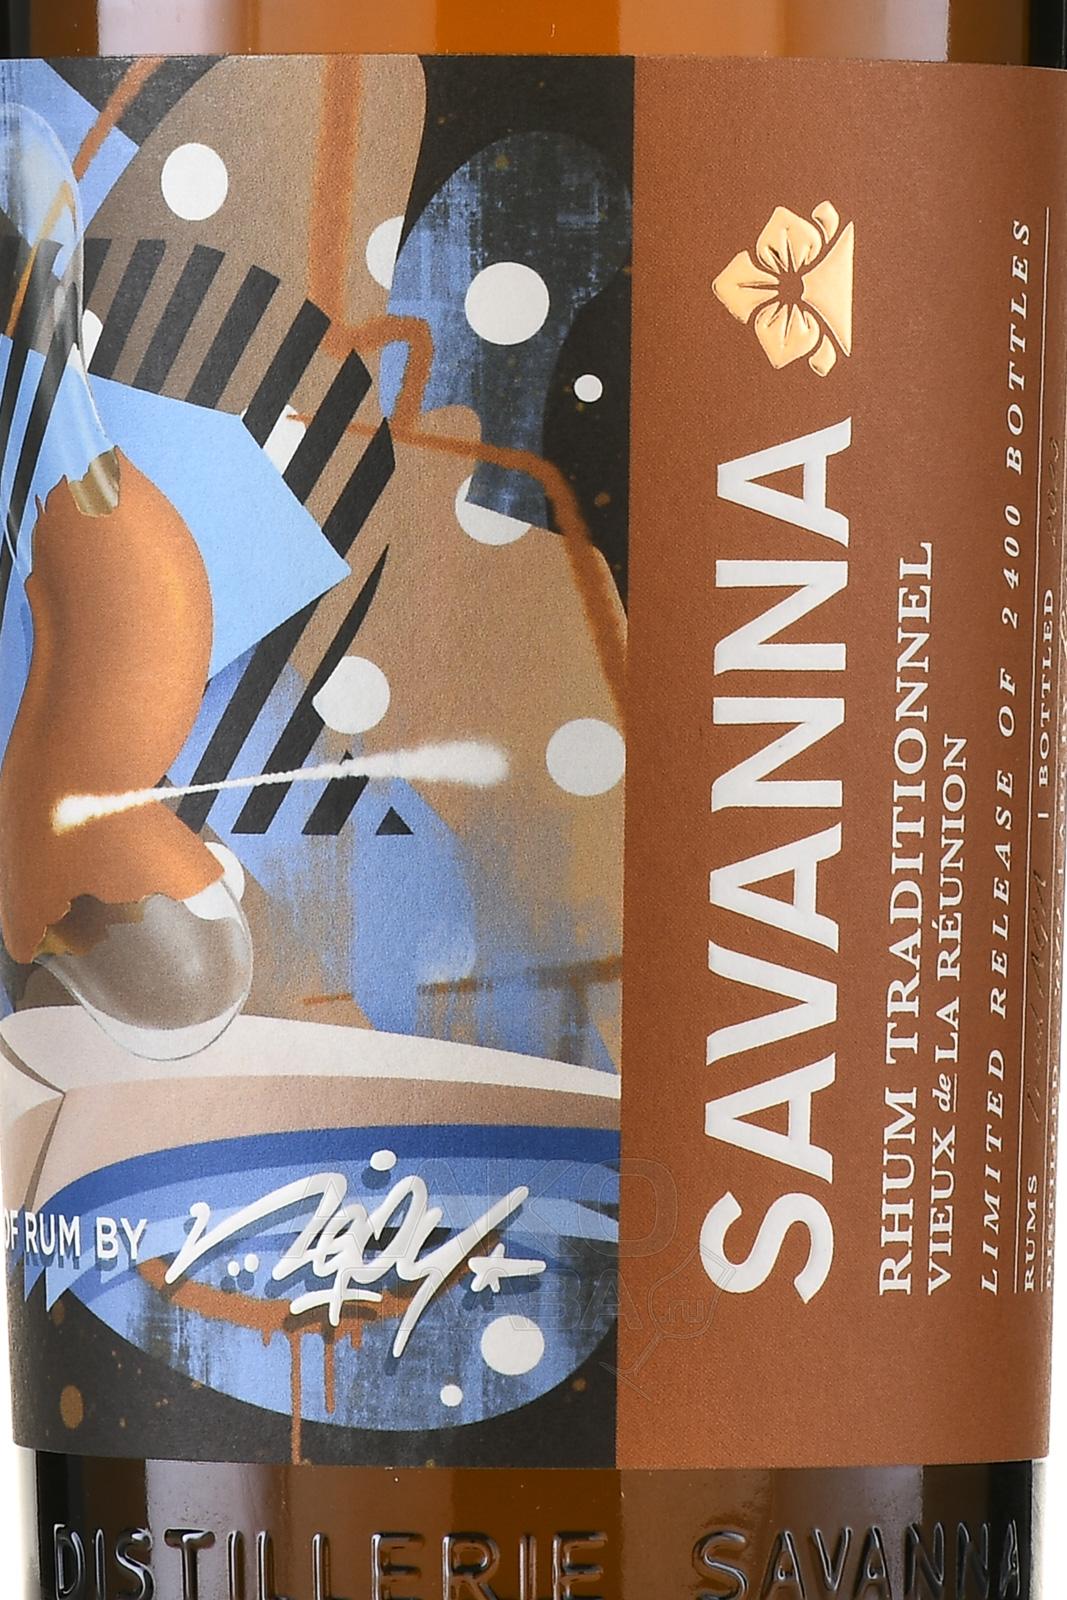 OF RUM BY
SAVANNA
RHUM TRADITIONNEL
VIEUX de LA RÉUNION
LIMITED RELEASE OF 2400 BOTTLES
RUMS | BOTTLED
DISTILLED
DISTILLERIE SAVANNA